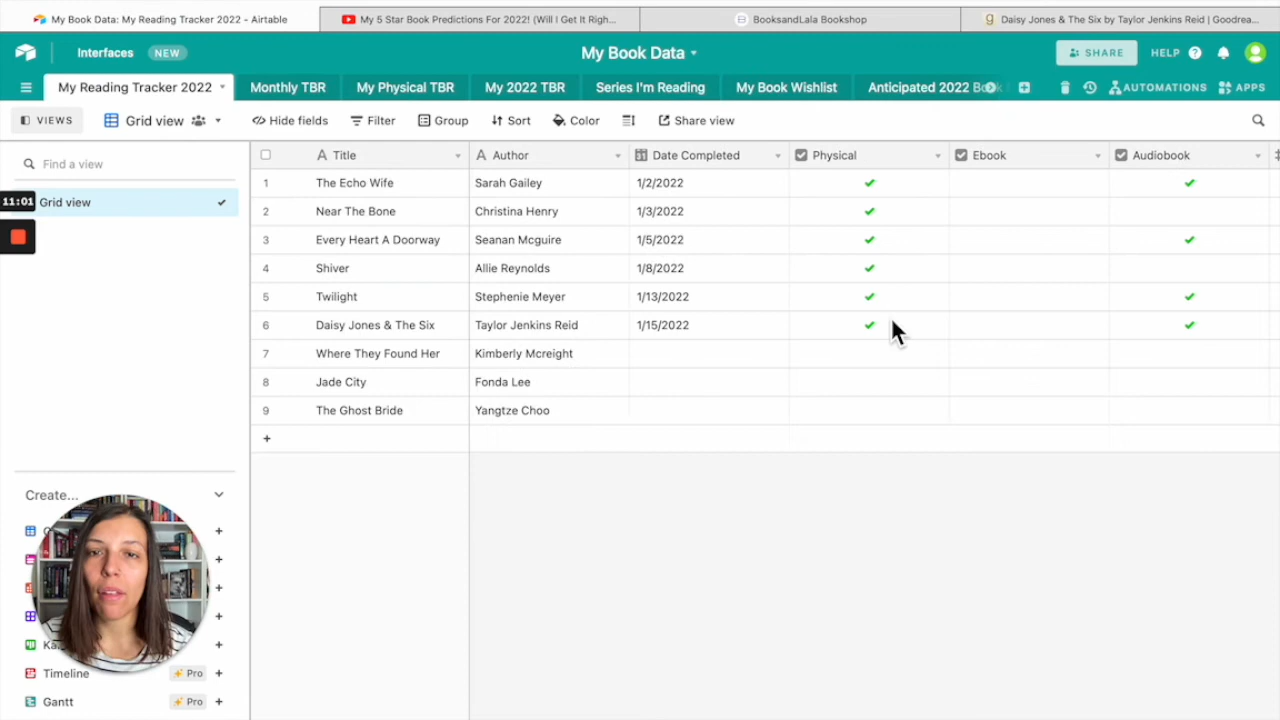 My Book Data: My Reading Tracker 2022 - Airtable
My 5 Star Book Predictions For 2022! (Will I Get It Righ...
BooksandLala Bookshop
Daisy Jones & The Six by Taylor Jenkins Reid | Goodrea...
Interfaces NEW
My Book Data
SHARE HELP
My Reading Tracker 2022 Monthly TBR My Physical TBR My 2022 TBR Series I'm Reading My Book Wishlist Anticipated 2022 Book AUTOMATIONS APPS
VIEWS Grid view Hide fields Filter Group Sort Color Share view
Find a view
Grid view
11:01
Title Author Date Completed Physical Ebook Audiobook
1 The Echo Wife Sarah Gailey 1/2/2022
2 Near The Bone Christina Henry 1/3/2022
3 Every Heart A Doorway Seanan Mcguire 1/5/2022
4 Shiver Allie Reynolds 1/8/2022
5 Twilight Stephenie Meyer 1/13/2022
6 Daisy Jones & The Six Taylor Jenkins Reid 1/15/2022
7 Where They Found Her Kimberly Mcreight
8 Jade City Fonda Lee
9 The Ghost Bride Yangtze Choo
Create...
Timeline Pro
Gantt Pro